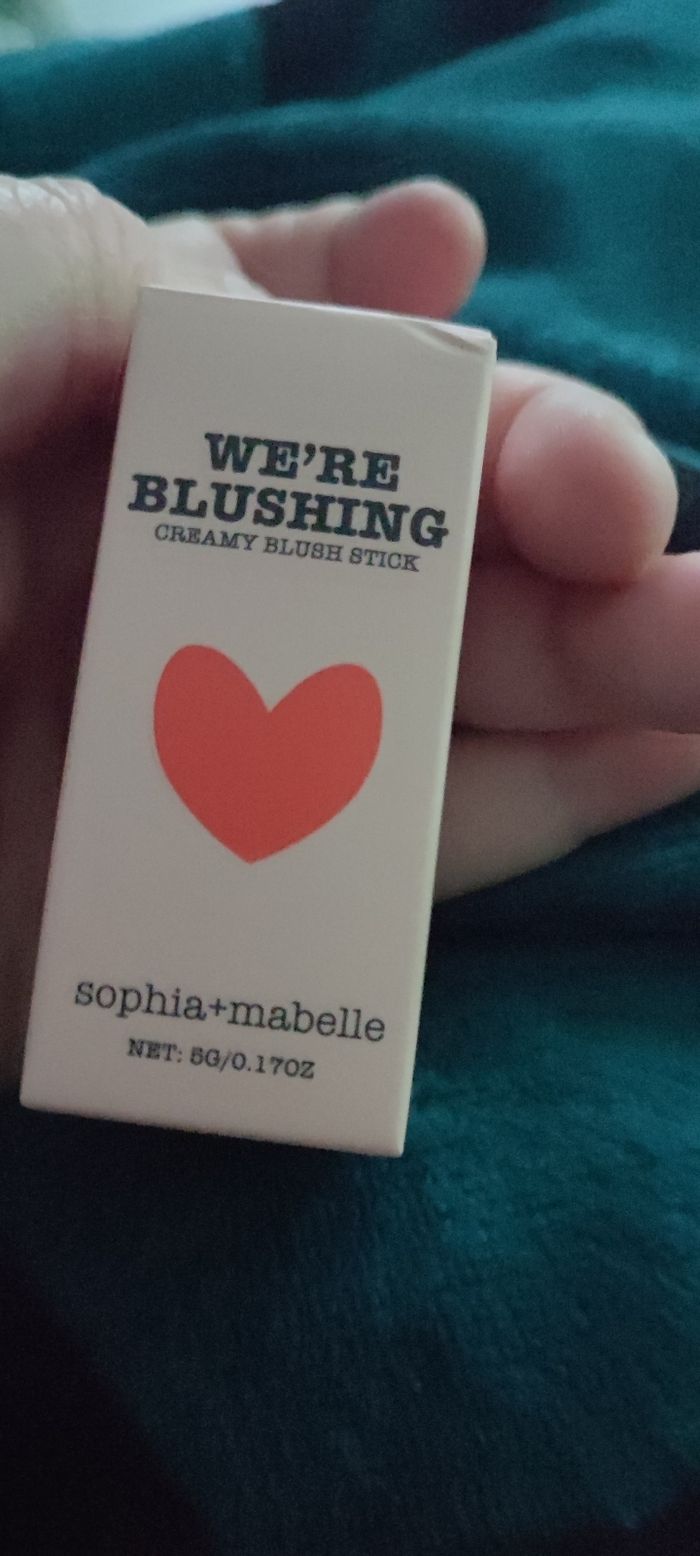 WE'RE
BLUSHING
CREAMY BLUSH STICK
sophia+mabelle
NET: 5G/0.17OZ